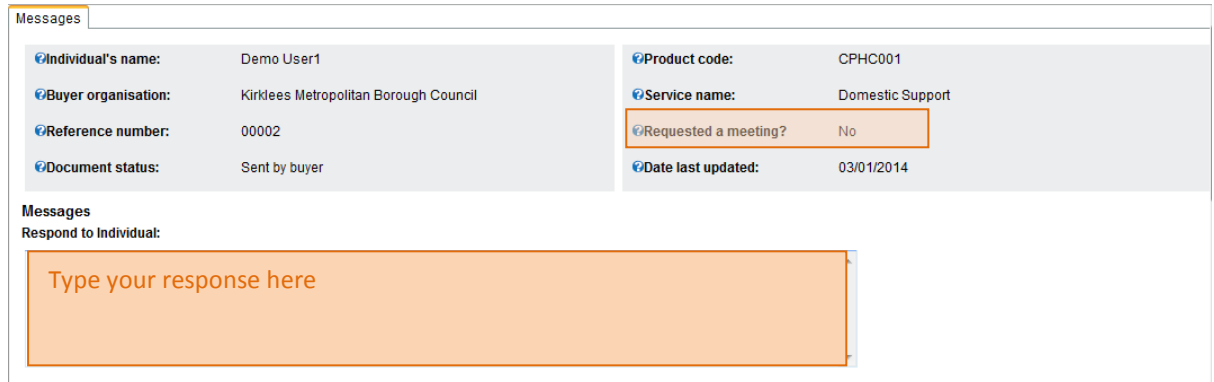 Messages
Individual's name: Demo User1 Product code: CPHC001
Buyer organisation: Kirklees Metropolitan Borough Council Service name: Domestic Support
Reference number: 00002 Requested a meeting? No
Document status: Sent by buyer Date last updated: 03/01/2014
Messages
Respond to Individual:
Type your response here